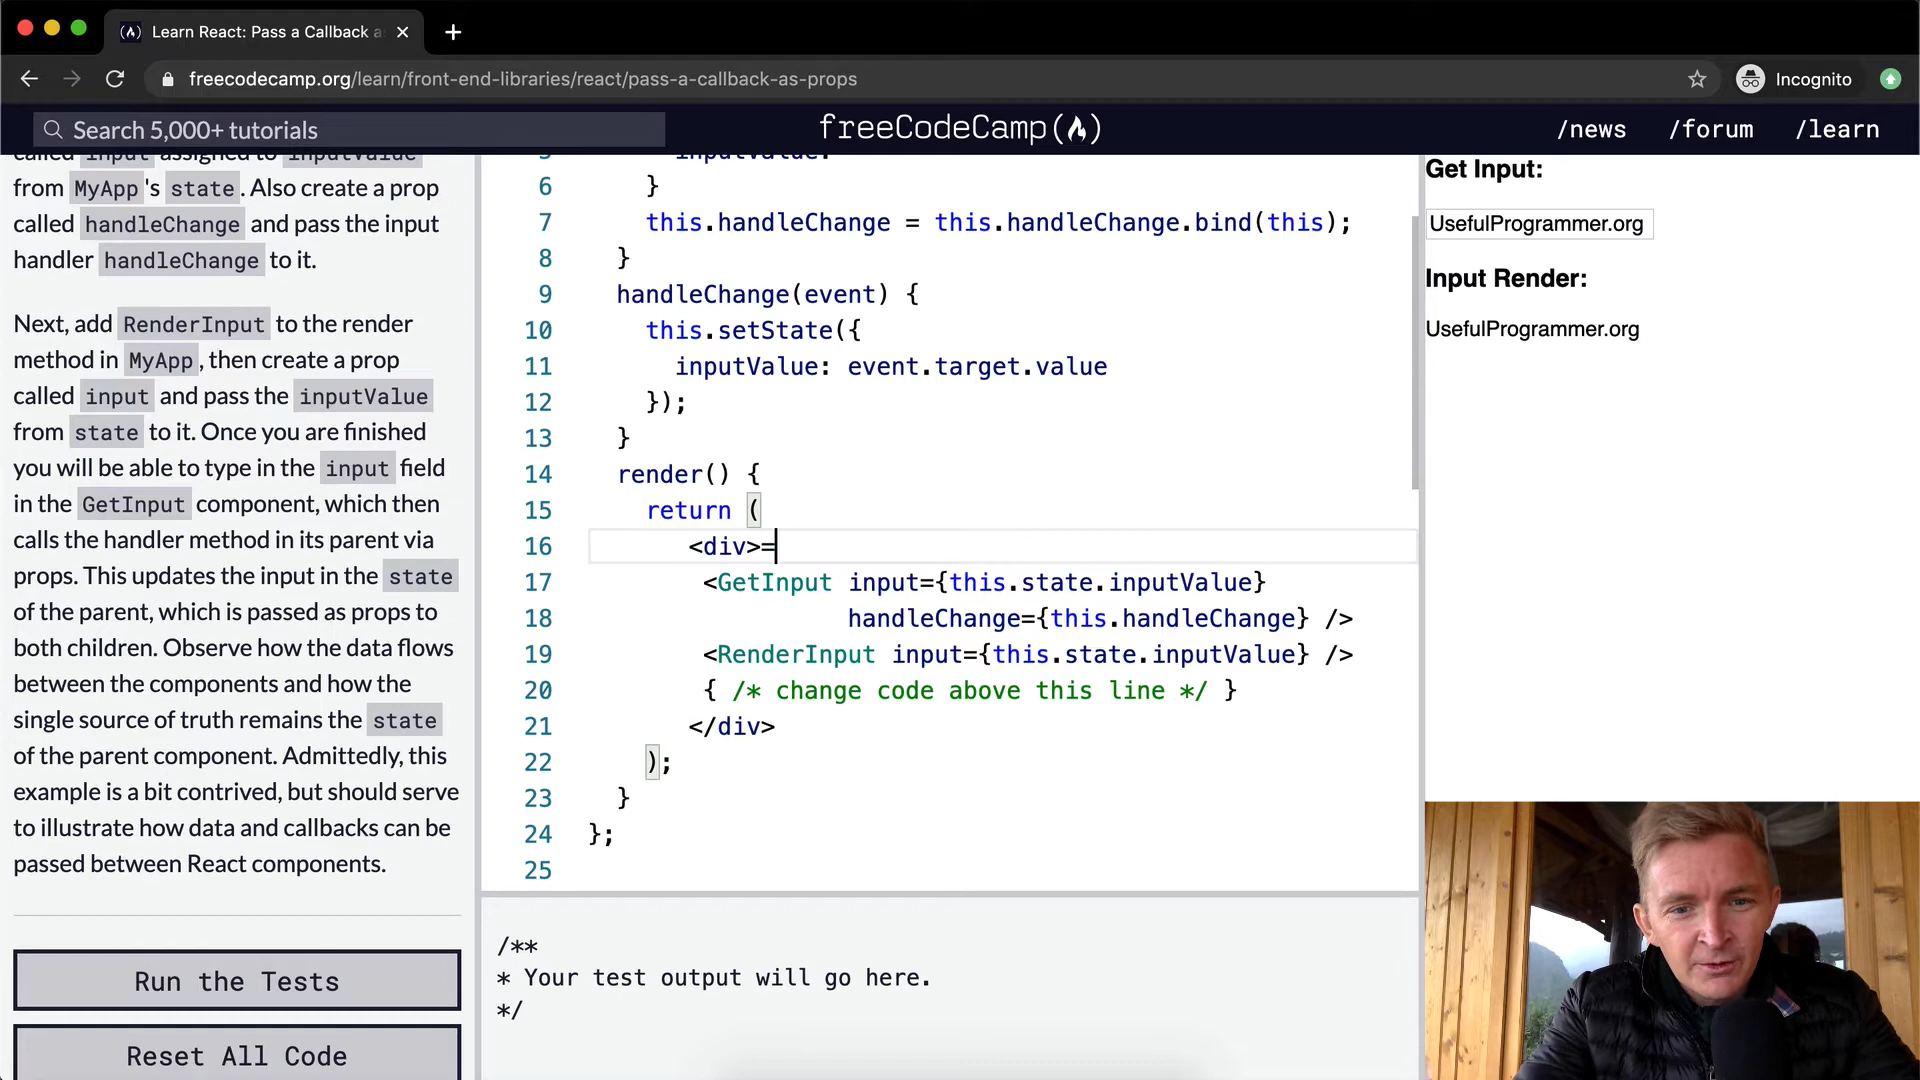 Learn React: Pass a Callback as
freecodecamp.org/learn/front-end-libraries/react/pass-a-callback-as-props
Incognito
Search 5,000+ tutorials
freeCodeCamp(🔥)
/news /forum /learn
called input assigned to inputValue
from MyApp 's state . Also create a prop
called handleChange and pass the input
handler handleChange to it.
Next, add RenderInput to the render
method in MyApp , then create a prop
called input and pass the inputValue
from state to it. Once you are finished
you will be able to type in the input field
in the GetInput component, which then
calls the handler method in its parent via
props. This updates the input in the state
of the parent, which is passed as props to
both children. Observe how the data flows
between the components and how the
single source of truth remains the state
of the parent component. Admittedly, this
example is a bit contrived, but should serve
to illustrate how data and callbacks can be
passed between React components.
Run the Tests
Reset All Code
5 inputValue:
6 }
7 this.handleChange = this.handleChange.bind(this);
8 }
9 handleChange(event) {
10 this.setState({
11 inputValue: event.target.value
12 });
13 }
14 render() {
15 return (
16 <div>=
17 <GetInput input={this.state.inputValue}
18 handleChange={this.handleChange} />
19 <RenderInput input={this.state.inputValue} />
20 { /* change code above this line */ }
21 </div>
22 );
23 }
24 };
25
/**
* Your test output will go here.
*/
Get Input:
UsefulProgrammer.org
Input Render:
UsefulProgrammer.org